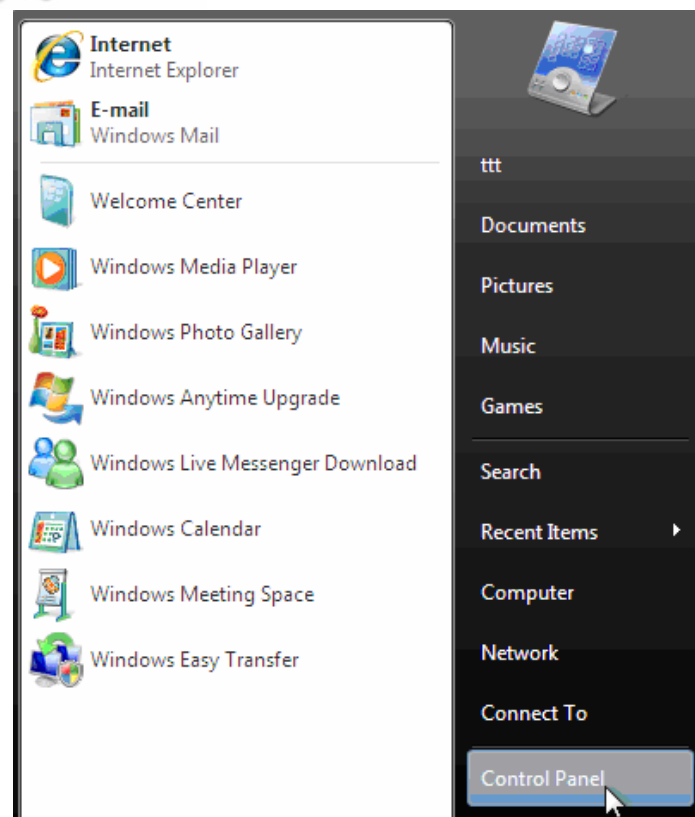 Internet
Internet Explorer
E-mail
Windows Mail
Welcome Center
Windows Media Player
Windows Photo Gallery
Windows Anytime Upgrade
Windows Live Messenger Download
Windows Calendar
Windows Meeting Space
Windows Easy Transfer
ttt
Documents
Pictures
Music
Games
Search
Recent Items
Computer
Network
Connect To
Control Panel